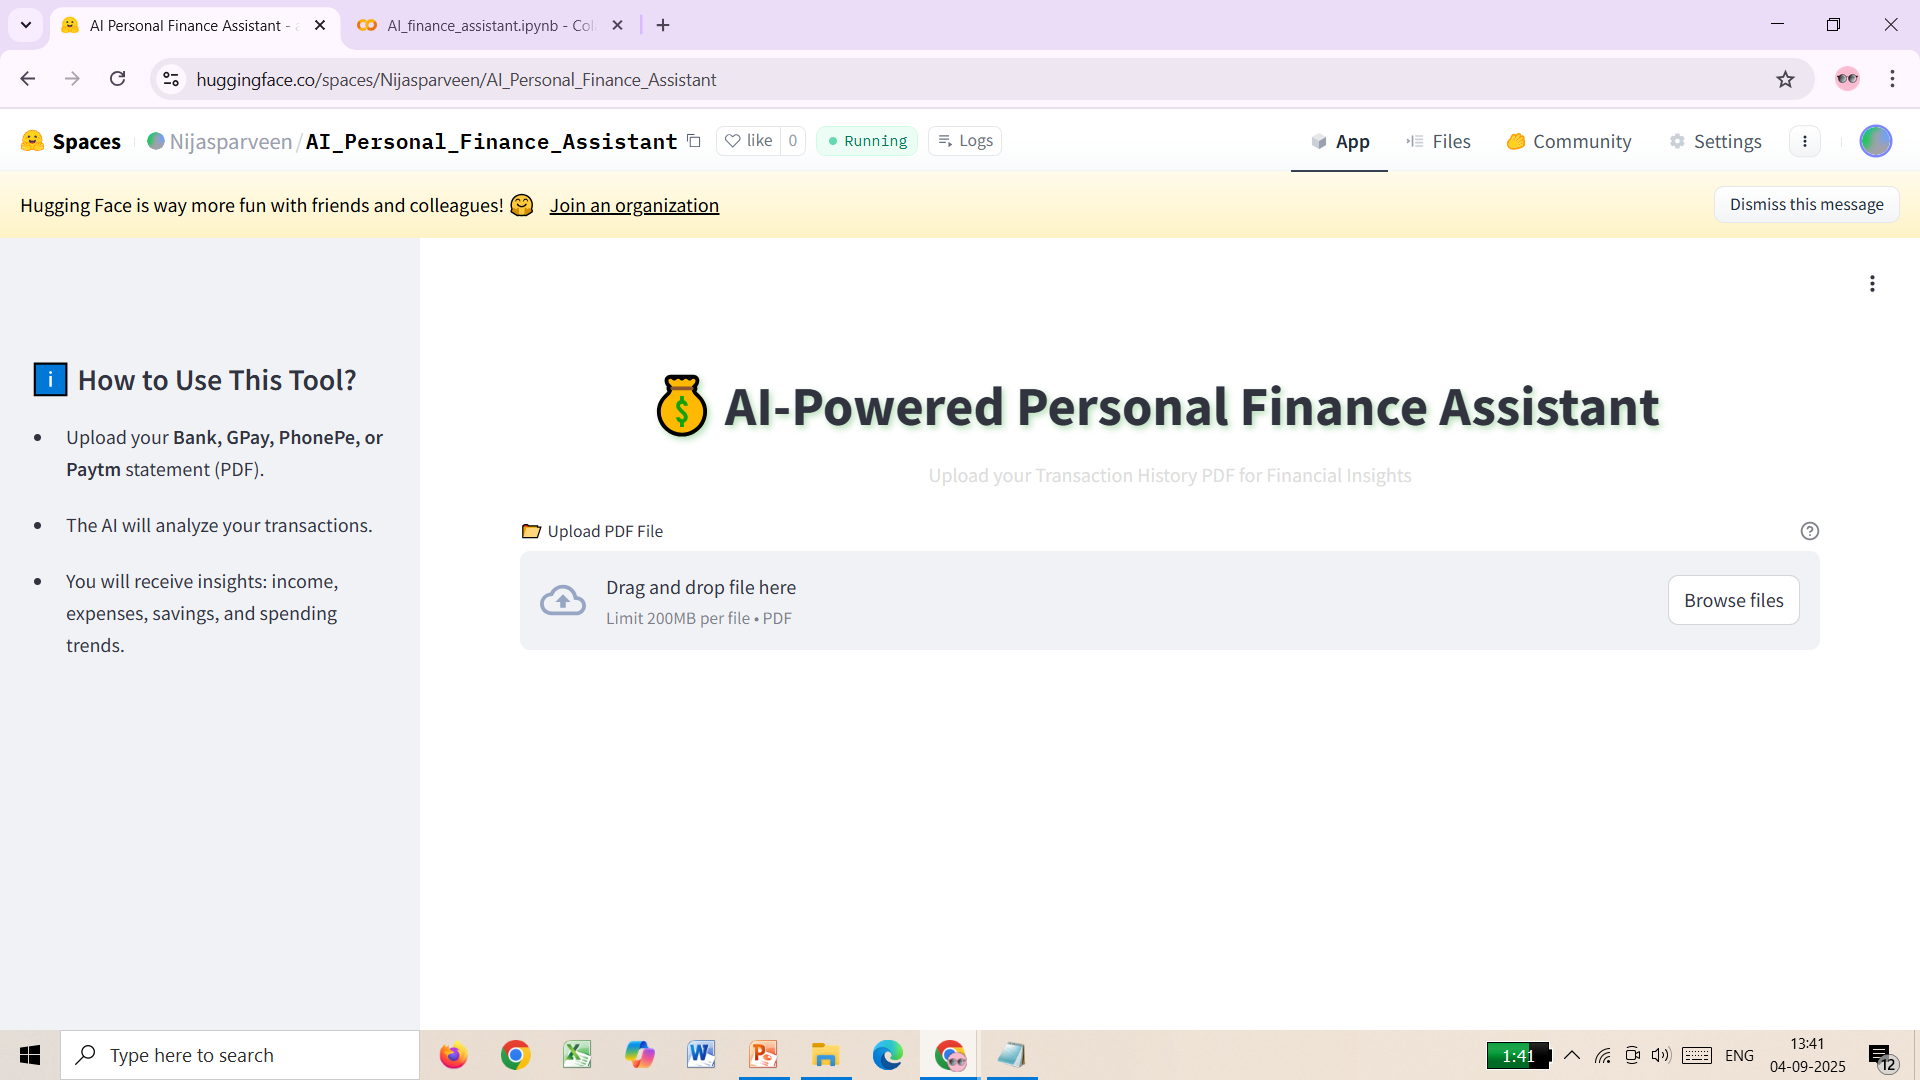 AI Personal Finance Assistant -
AI_finance_assistant.ipynb - Col
huggingface.co/spaces/Nijasparveen/AI_Personal_Finance_Assistant
Spaces Nijasparveen/AI_Personal_Finance_Assistant like 0 Running Logs App Files Community Settings
Hugging Face is way more fun with friends and colleagues! 🤗 Join an organization Dismiss this message
How to Use This Tool?
• Upload your Bank, GPay, PhonePe, or
Paytm statement (PDF).
• The AI will analyze your transactions.
• You will receive insights: income,
expenses, savings, and spending
trends.
AI-Powered Personal Finance Assistant
Upload your Transaction History PDF for Financial Insights
Upload PDF File
Drag and drop file here
Limit 200MB per file • PDF
Browse files
Type here to search
1:41
ENG
13:41
04-09-2025
12